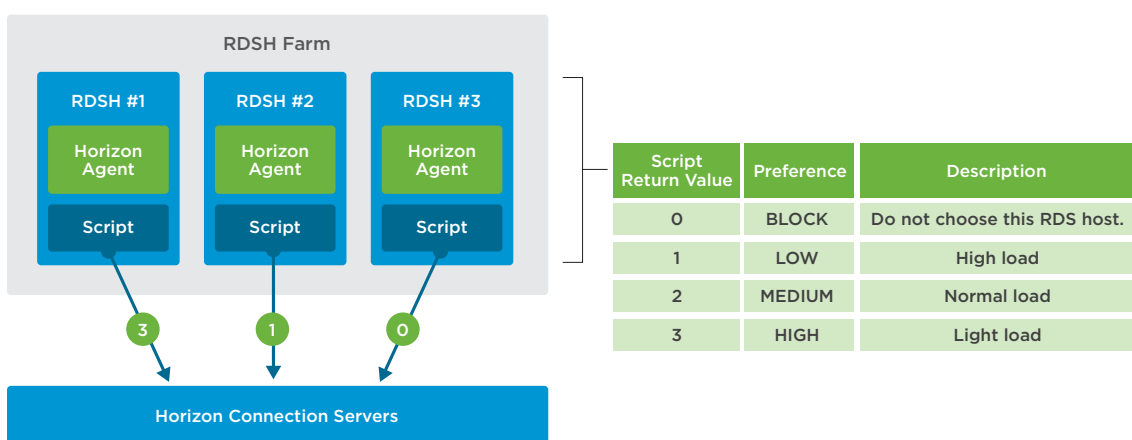 RDSH Farm
RDSH #1
RDSH #2
RDSH #3
Horizon
Agent
Horizon
Agent
Horizon
Agent
Script
Script
Script
3
1
0
Horizon Connection Servers
Script
Return Value
Preference
Description
0
BLOCK
Do not choose this RDS host.
1
LOW
High load
2
MEDIUM
Normal load
3
HIGH
Light load